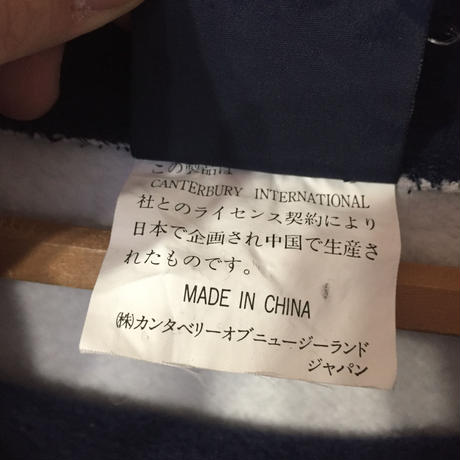 この製品は
CANTERBURY INTERNATIONAL
社とのライセンス契約により
日本で企画され中国で生産さ
れたものです。
MADE IN CHINA
㈱カンタベリーオブニュージーランド
ジャパン